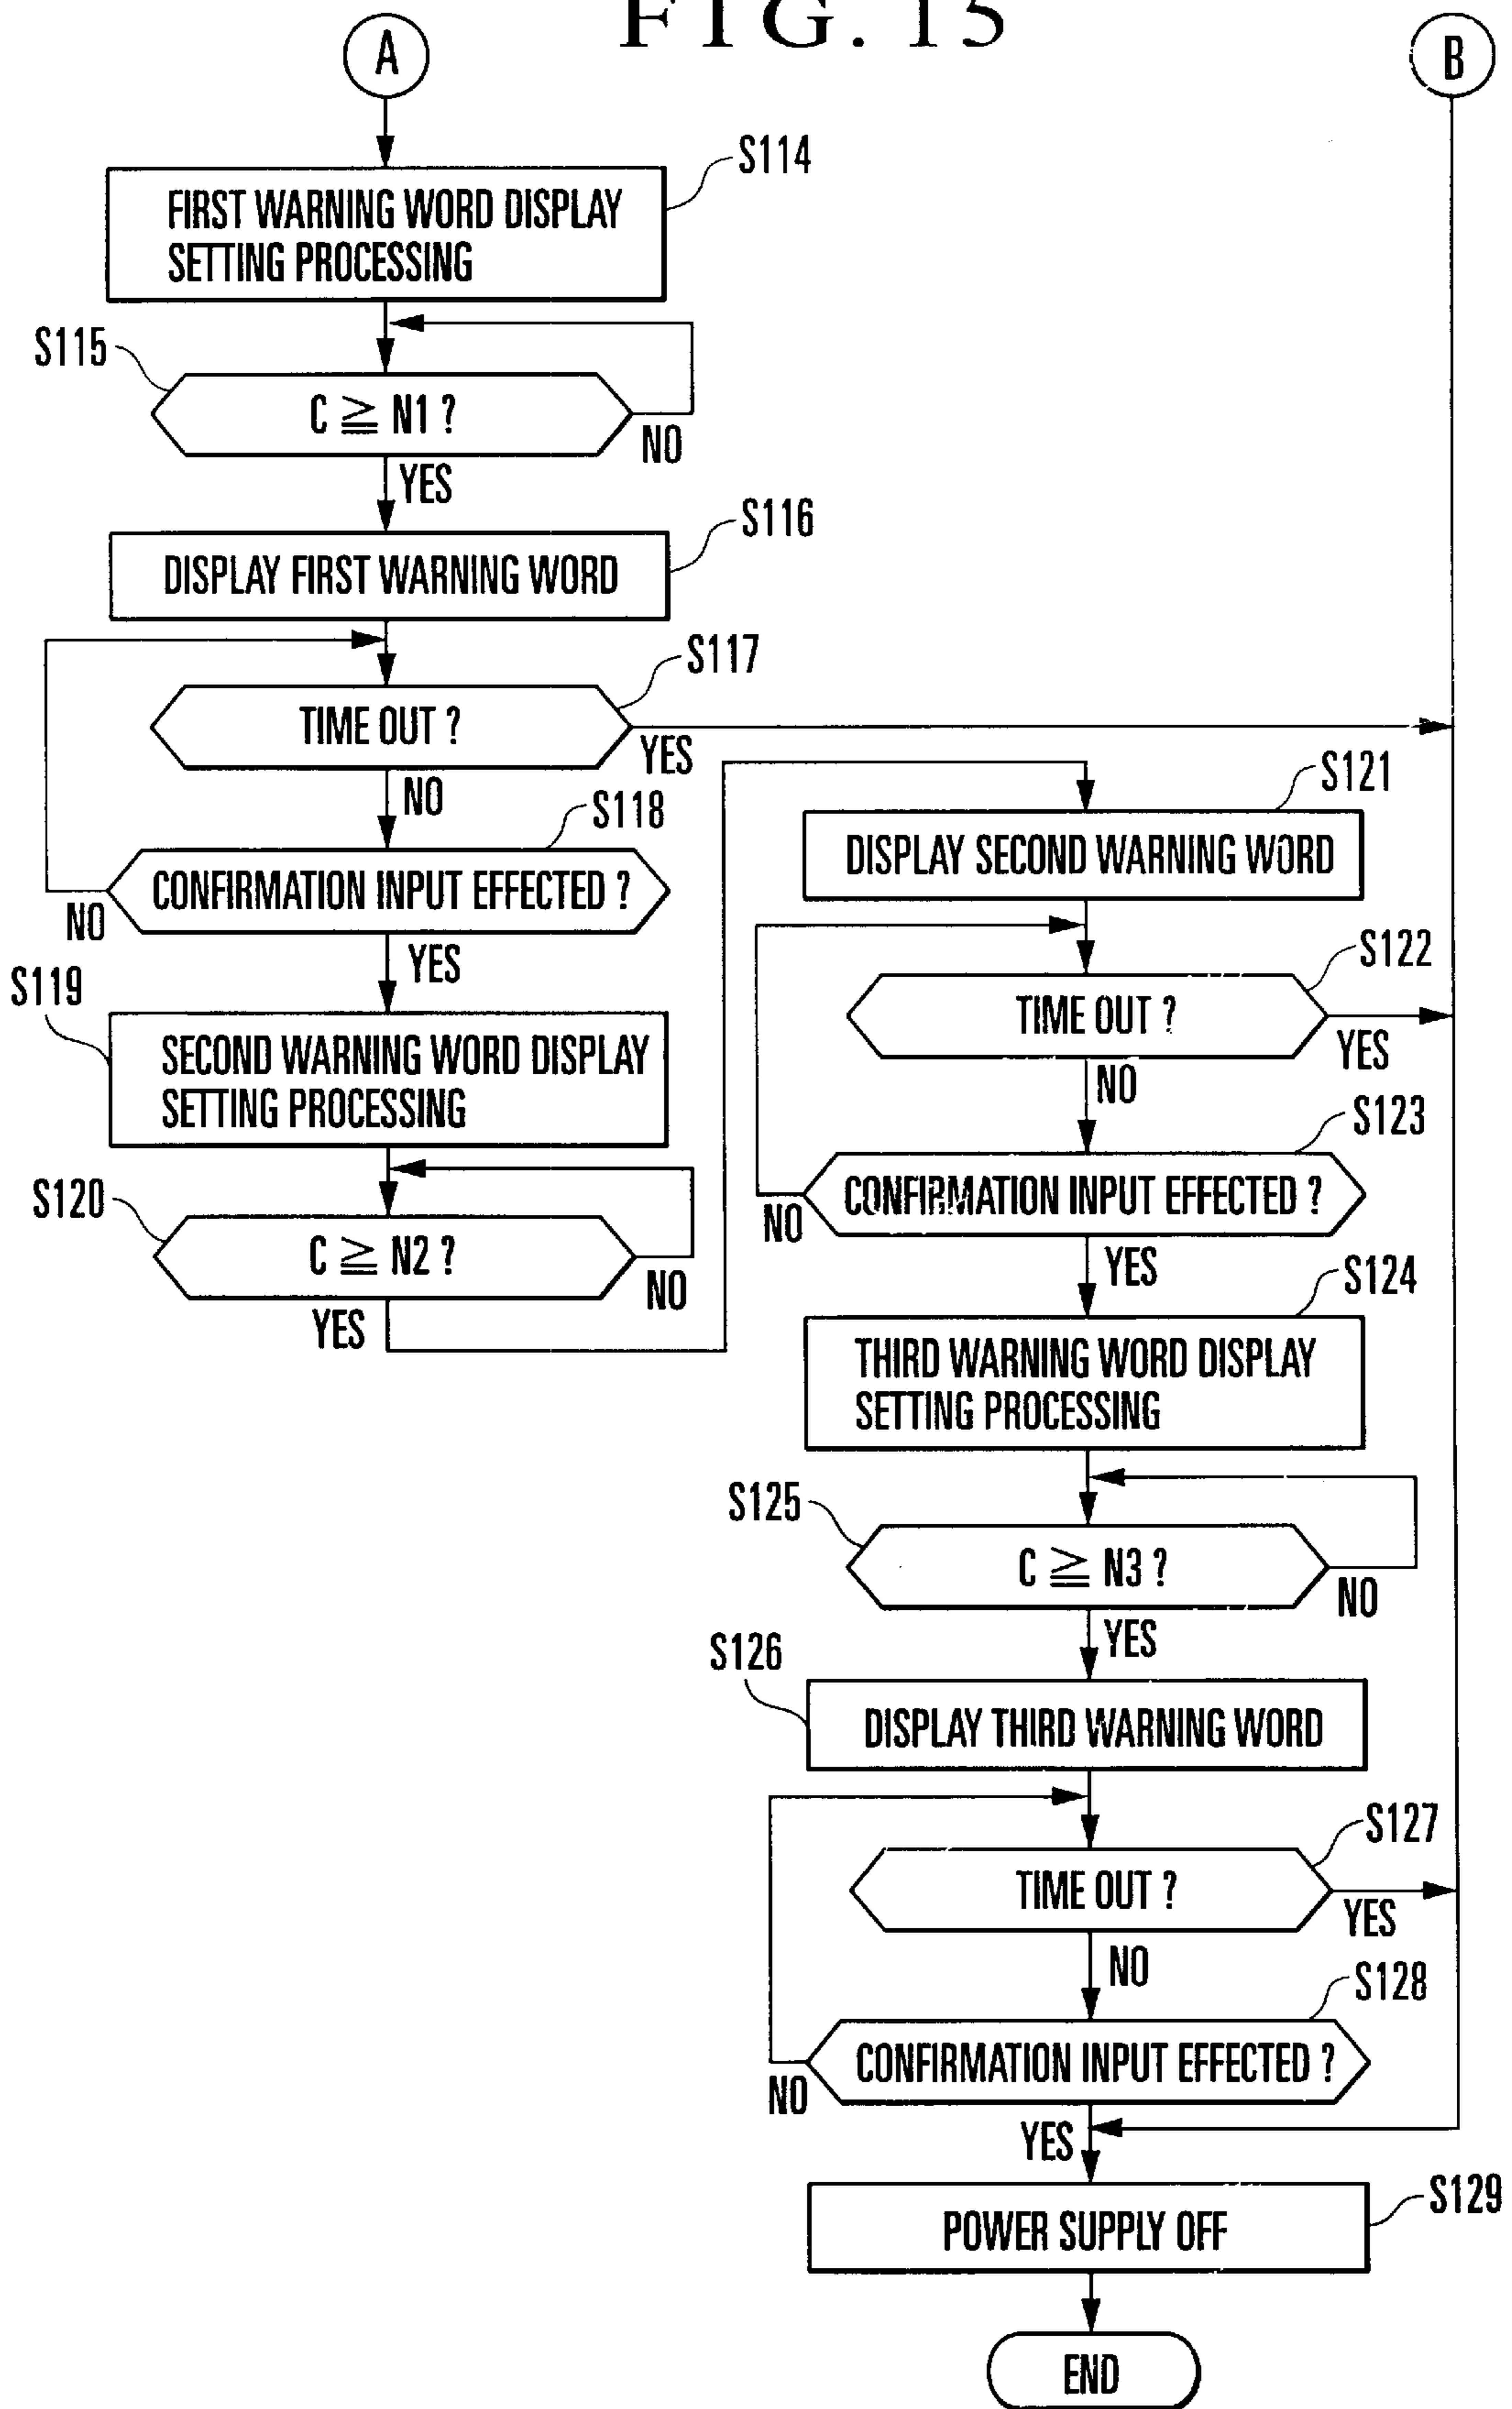 FIG. 15
A
B
S114
FIRST WARNING WORD DISPLAY
SETTING PROCESSING
S115
C ≧ N1 ?
NO
YES
S116
DISPLAY FIRST WARNING WORD
S117
TIME OUT ?
YES
NO
S118
CONFIRMATION INPUT EFFECTED ?
NO
YES
S119
SECOND WARNING WORD DISPLAY
SETTING PROCESSING
S120
C ≧ N2 ?
NO
YES
S121
DISPLAY SECOND WARNING WORD
S122
TIME OUT ?
YES
NO
S123
CONFIRMATION INPUT EFFECTED ?
NO
YES
S124
THIRD WARNING WORD DISPLAY
SETTING PROCESSING
S125
C ≧ N3 ?
NO
YES
S126
DISPLAY THIRD WARNING WORD
S127
TIME OUT ?
YES
NO
S128
CONFIRMATION INPUT EFFECTED ?
NO
YES
S129
POWER SUPPLY OFF
END